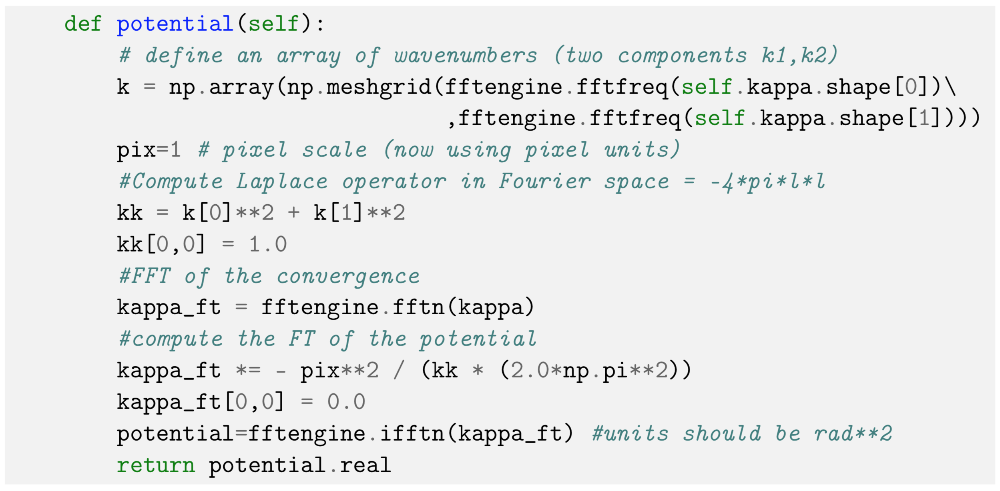 def potential(self):
# define an array of wavenumbers (two components k1,k2)
k = np.array(np.meshgrid(fftengine.fftfreq(self.kappa.shape[0])\
,fftengine.fftfreq(self.kappa.shape[1])))
pix=1 # pixel scale (now using pixel units)
#Compute Laplace operator in Fourier space = -4*pi*l*l
kk = k[0]**2 + k[1]**2
kk[0,0] = 1.0
#FFT of the convergence
kappa_ft = fftengine.fftn(kappa)
#compute the FT of the potential
kappa_ft *= - pix**2 / (kk * (2.0*np.pi**2))
kappa_ft[0,0] = 0.0
potential=fftengine.ifftn(kappa_ft) #units should be rad**2
return potential.real